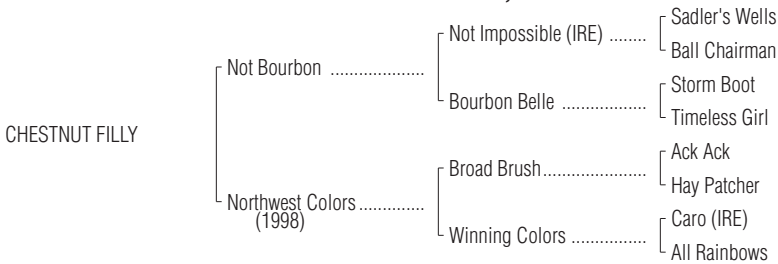 Sadler's Wells
Not Impossible (IRE) ........
Ball Chairman
Not Bourbon ....................
Storm Boot
Bourbon Belle ..................
Timeless Girl
CHESTNUT FILLY
Ack Ack
Broad Brush......................
Hay Patcher
Northwest Colors ..............
(1998)
Caro (IRE)
Winning Colors ................
All Rainbows